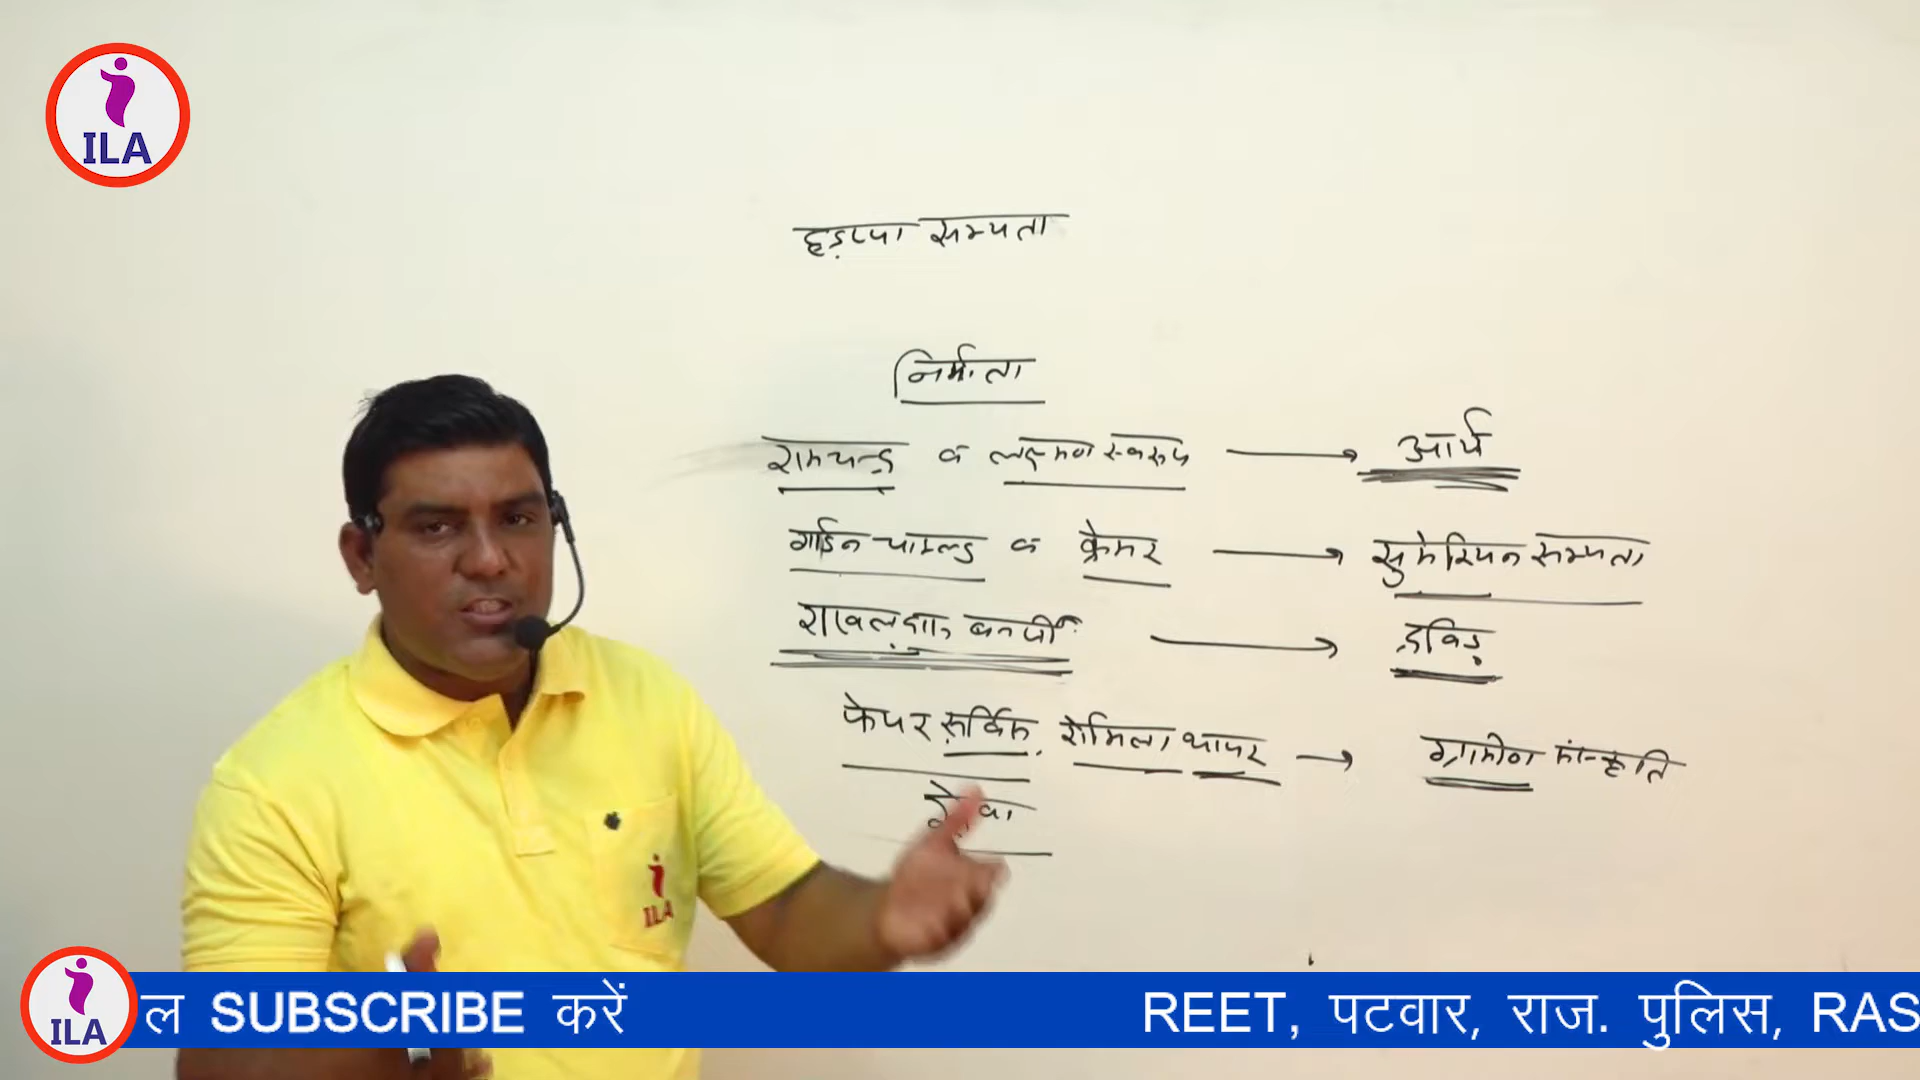 ILA
हड़प्पा सभ्यता
निर्माता
रामचन्द्र व लक्ष्मण स्वरूप → आर्य
गार्डन चाइल्ड व क्रेमर → सुमेरियन सभ्यता
राखलदास बनर्जी → द्रविड़
फेयर सर्विस, रोमिला थापर → ग्रामीण संस्कृति
ILA
ILA
ल SUBSCRIBE करें REET, पटवार, राज. पुलिस, RAS